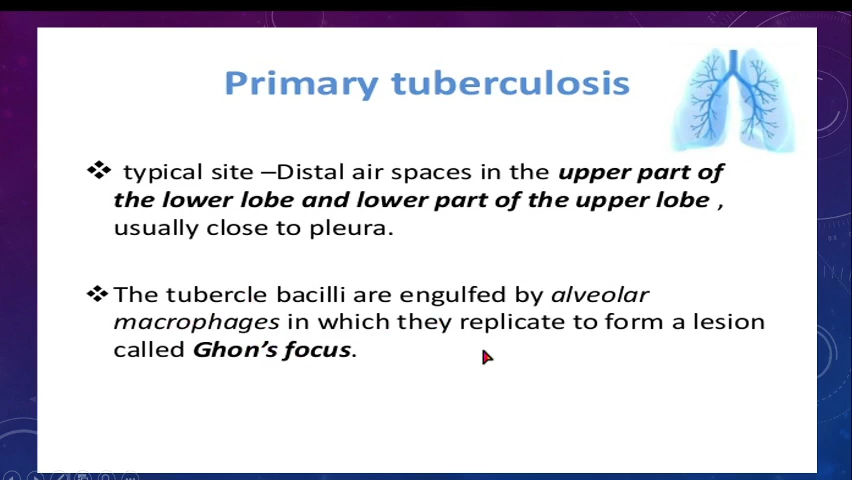 Primary tuberculosis
❖ typical site –Distal air spaces in the upper part of
the lower lobe and lower part of the upper lobe ,
usually close to pleura.
❖ The tubercle bacilli are engulfed by alveolar
macrophages in which they replicate to form a lesion
called Ghon’s focus.